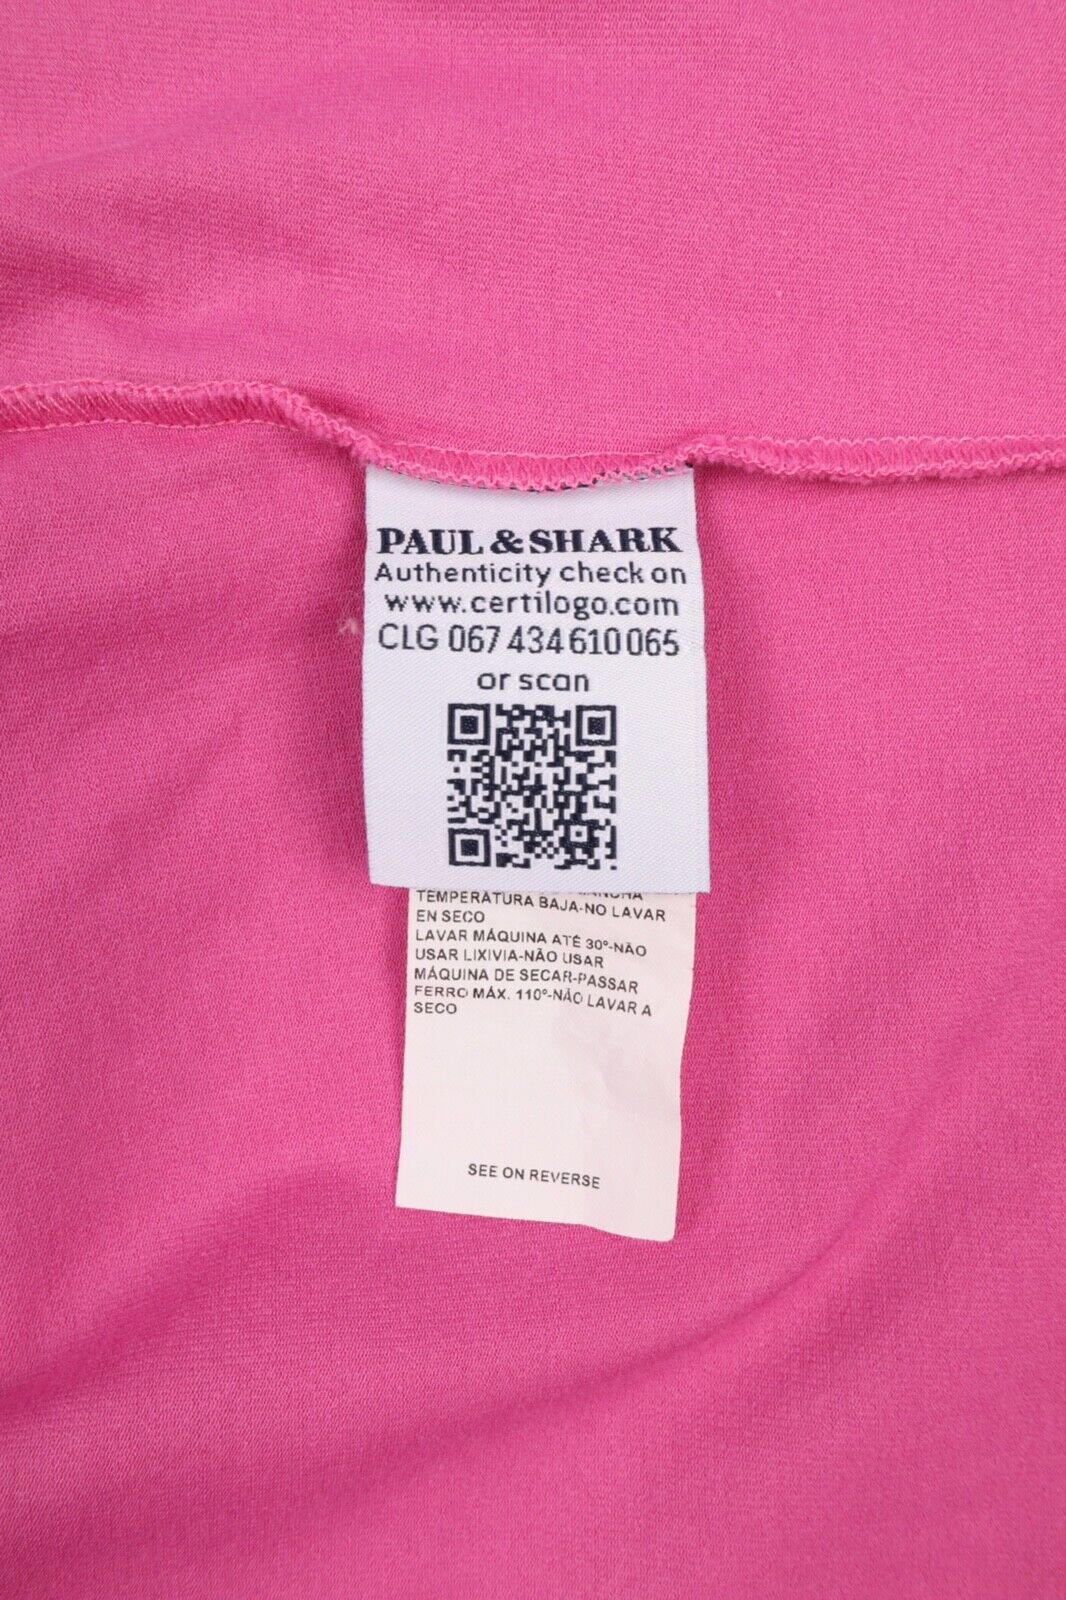 PAUL & SHARK
Authenticity check on
www.certilogo.com
CLG 067 434 610 065
or scan
TEMPERATURA BAJA-NO LAVAR
EN SECO
LAVAR MÁQUINA ATÉ 30º-NÃO
USAR LIXIVIA-NÃO USAR
MÁQUINA DE SECAR-PASSAR
FERRO MÁX. 110º-NÃO LAVAR A
SECO
SEE ON REVERSE